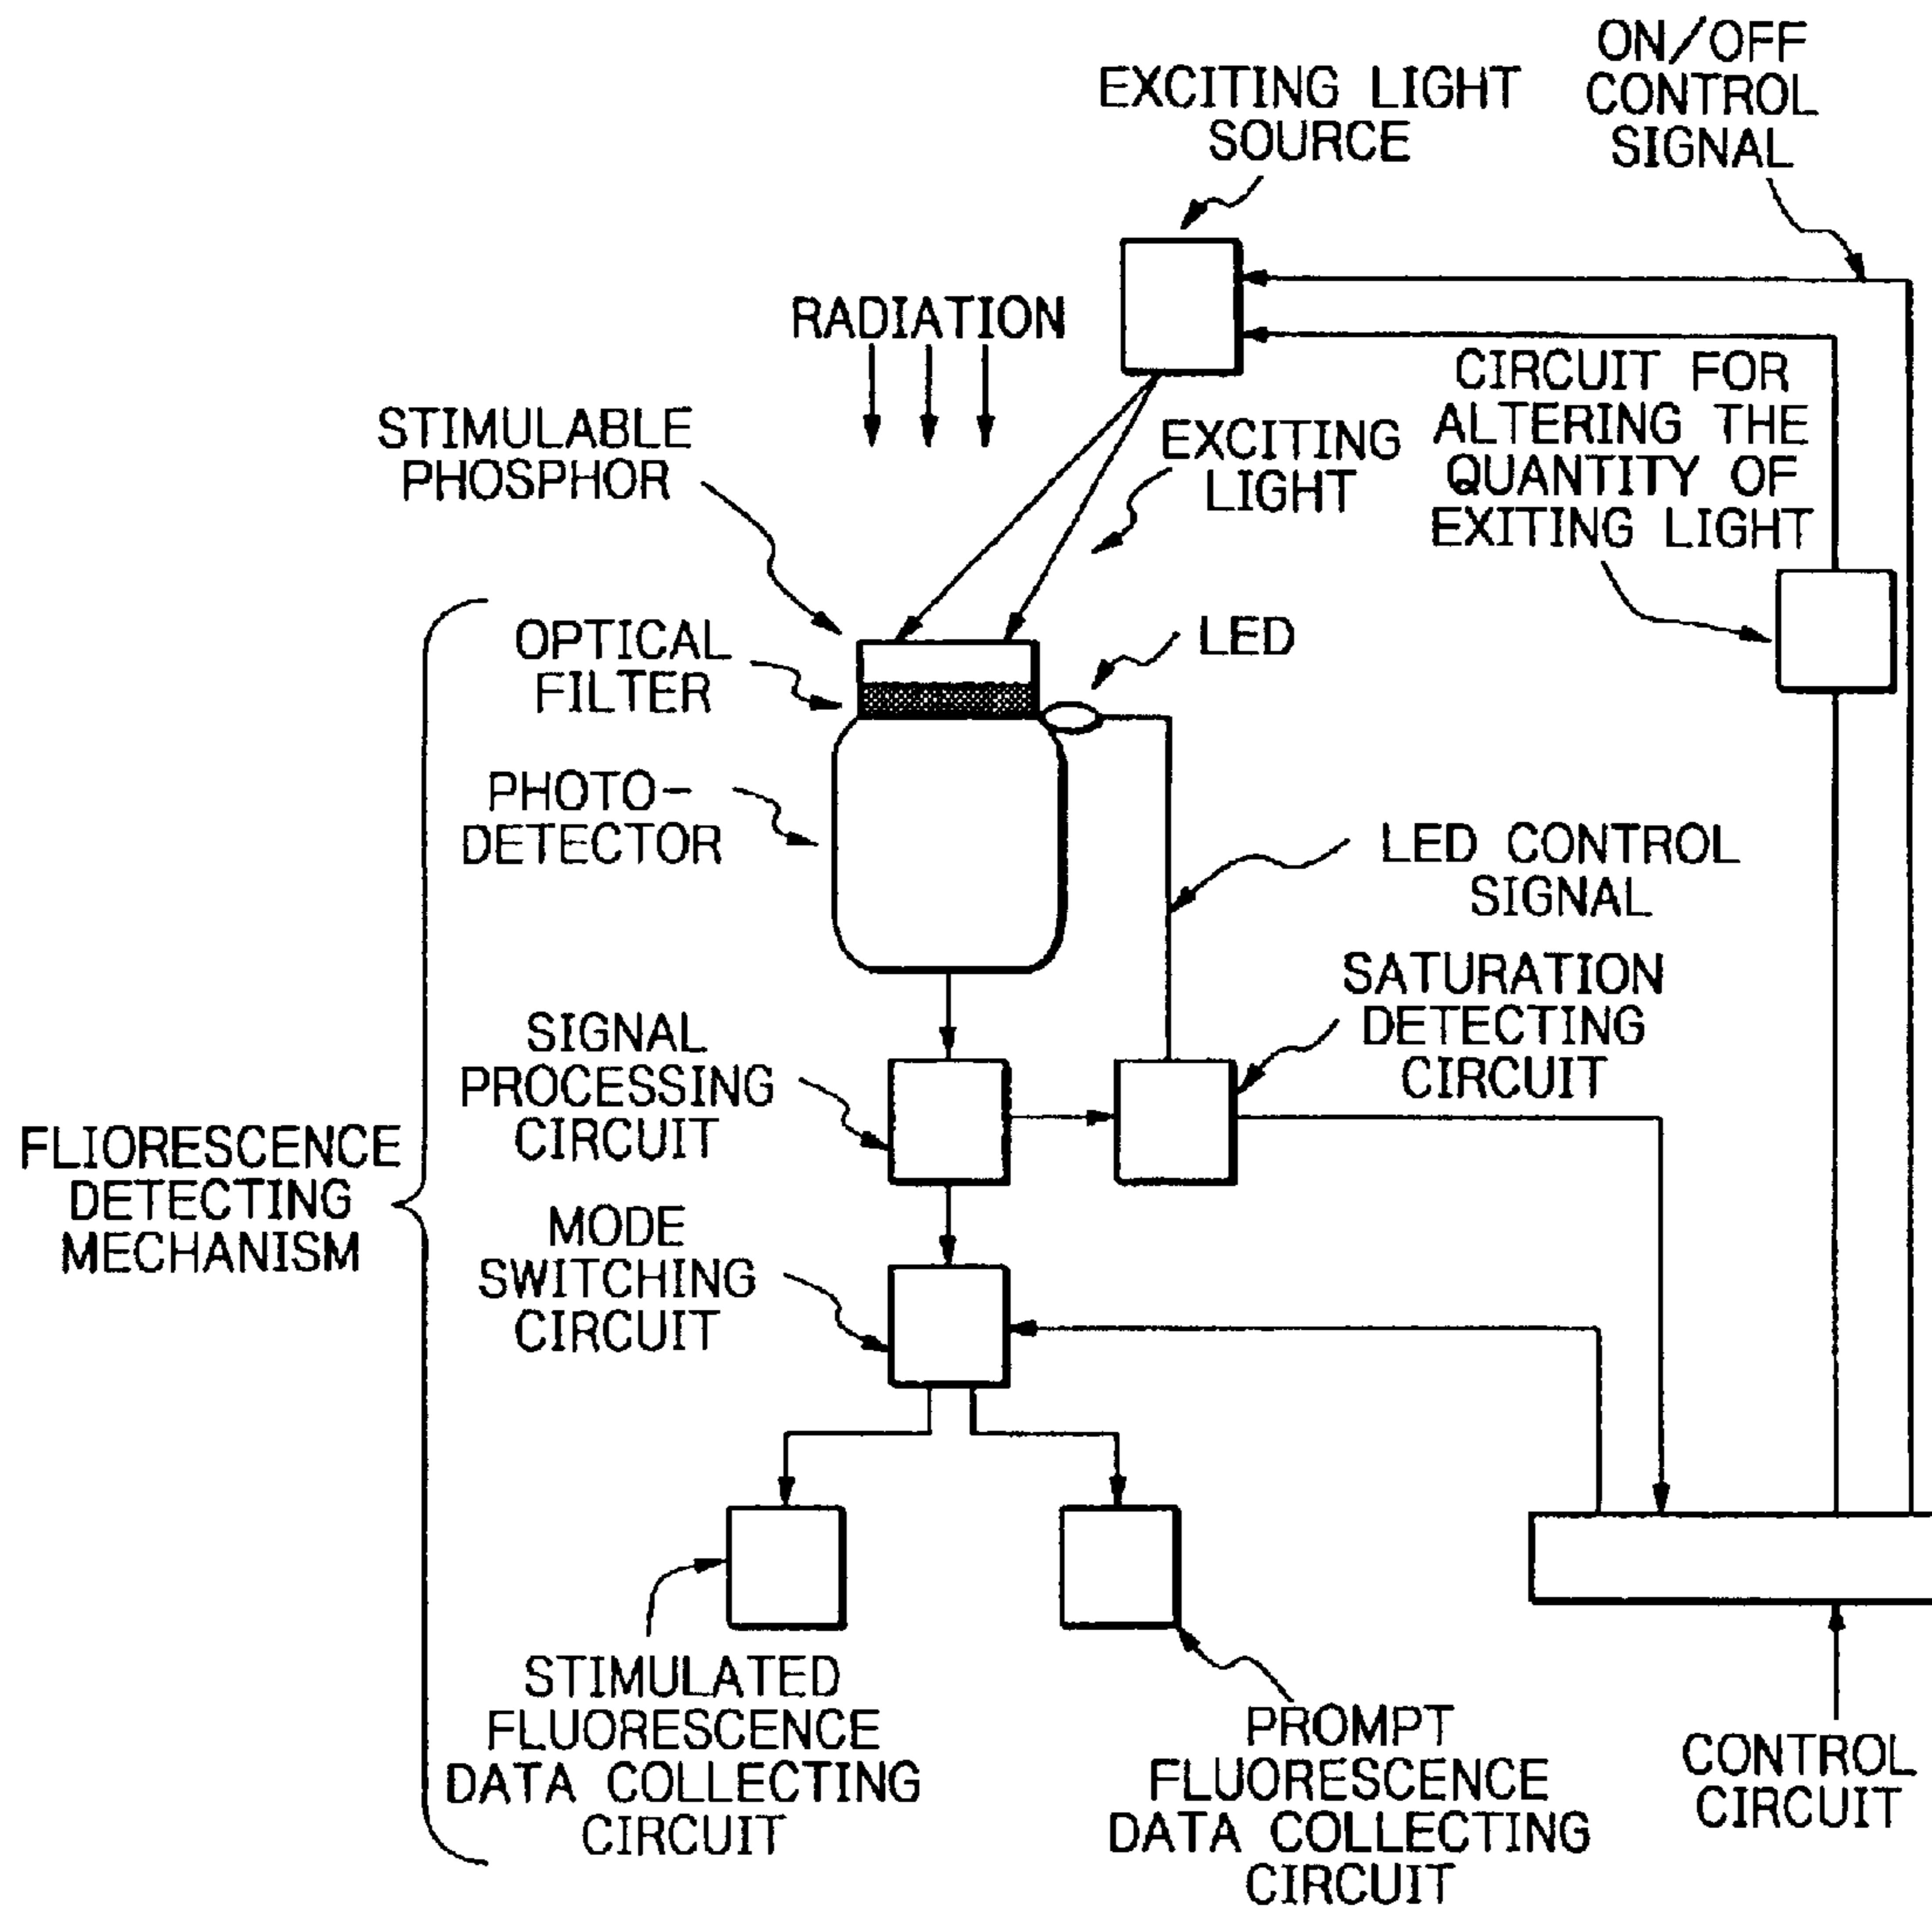 ON/OFF
CONTROL
SIGNAL
EXCITING LIGHT
SOURCE
RADIATION
CIRCUIT FOR
ALTERING THE
QUANTITY OF
EXITING LIGHT
STIMULABLE
PHOSPHOR
EXCITING
LIGHT
OPTICAL
FILTER
LED
PHOTO-
DETECTOR
LED CONTROL
SIGNAL
SATURATION
DETECTING
CIRCUIT
SIGNAL
PROCESSING
CIRCUIT
FLIORESCENCE
DETECTING
MECHANISM
MODE
SWITCHING
CIRCUIT
STIMULATED
FLUORESCENCE
DATA COLLECTING
CIRCUIT
PROMPT
FLUORESCENCE
DATA COLLECTING
CIRCUIT
CONTROL
CIRCUIT